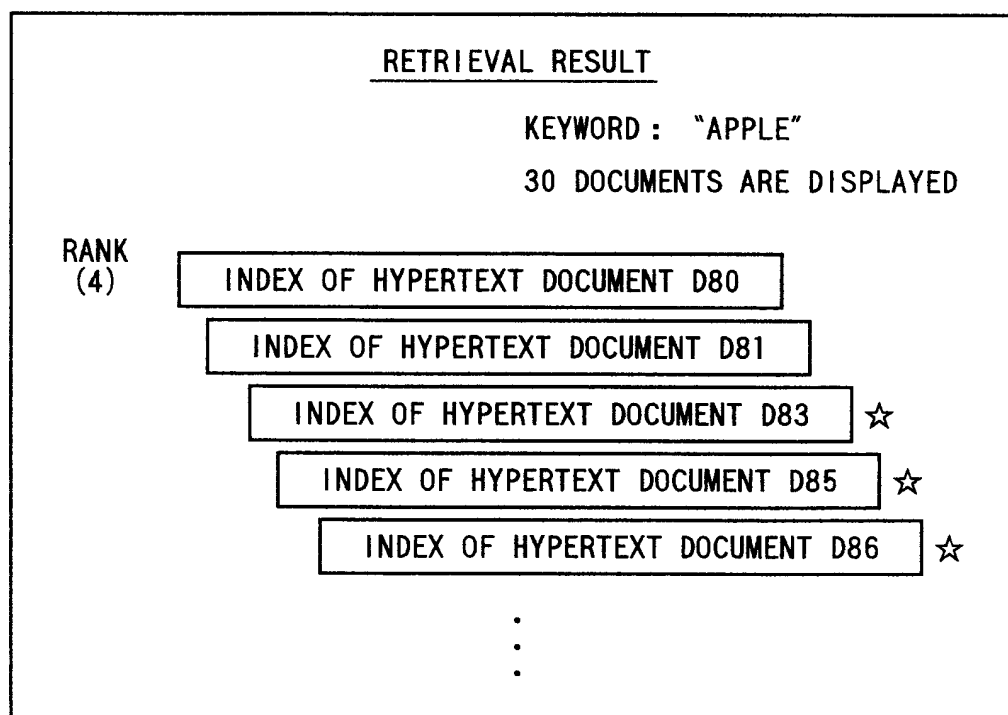 RETRIEVAL RESULT
KEYWORD : "APPLE"
30 DOCUMENTS ARE DISPLAYED
RANK
(4)
INDEX OF HYPERTEXT DOCUMENT D80
INDEX OF HYPERTEXT DOCUMENT D81
INDEX OF HYPERTEXT DOCUMENT D83 ☆
INDEX OF HYPERTEXT DOCUMENT D85 ☆
INDEX OF HYPERTEXT DOCUMENT D86 ☆